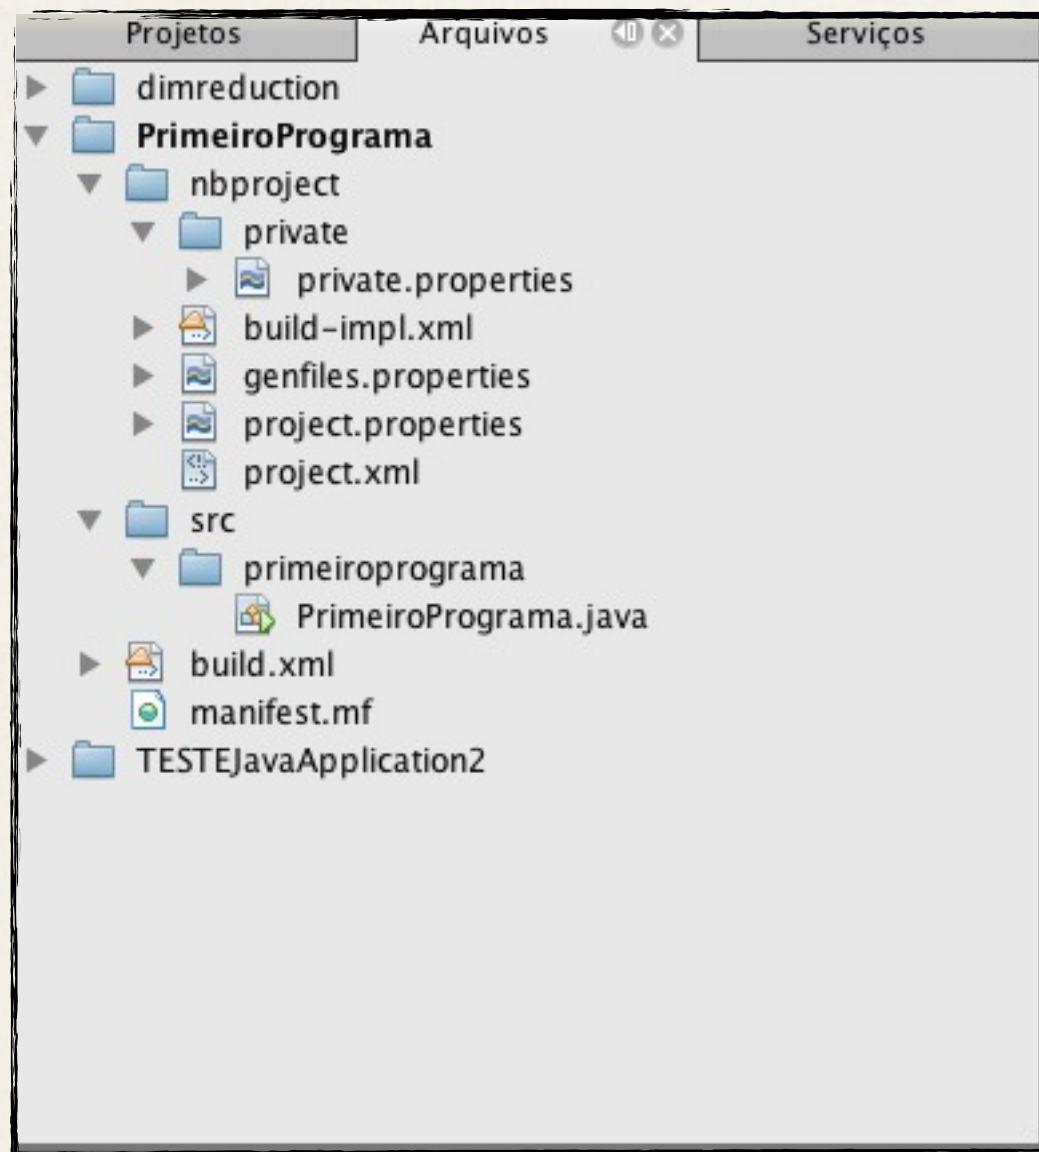 Projetos Arquivos Serviços
dimreduction
PrimeiroPrograma
nbproject
private
private.properties
build-impl.xml
genfiles.properties
project.properties
project.xml
src
primeiroprograma
PrimeiroPrograma.java
build.xml
manifest.mf
TESTEJavaApplication2